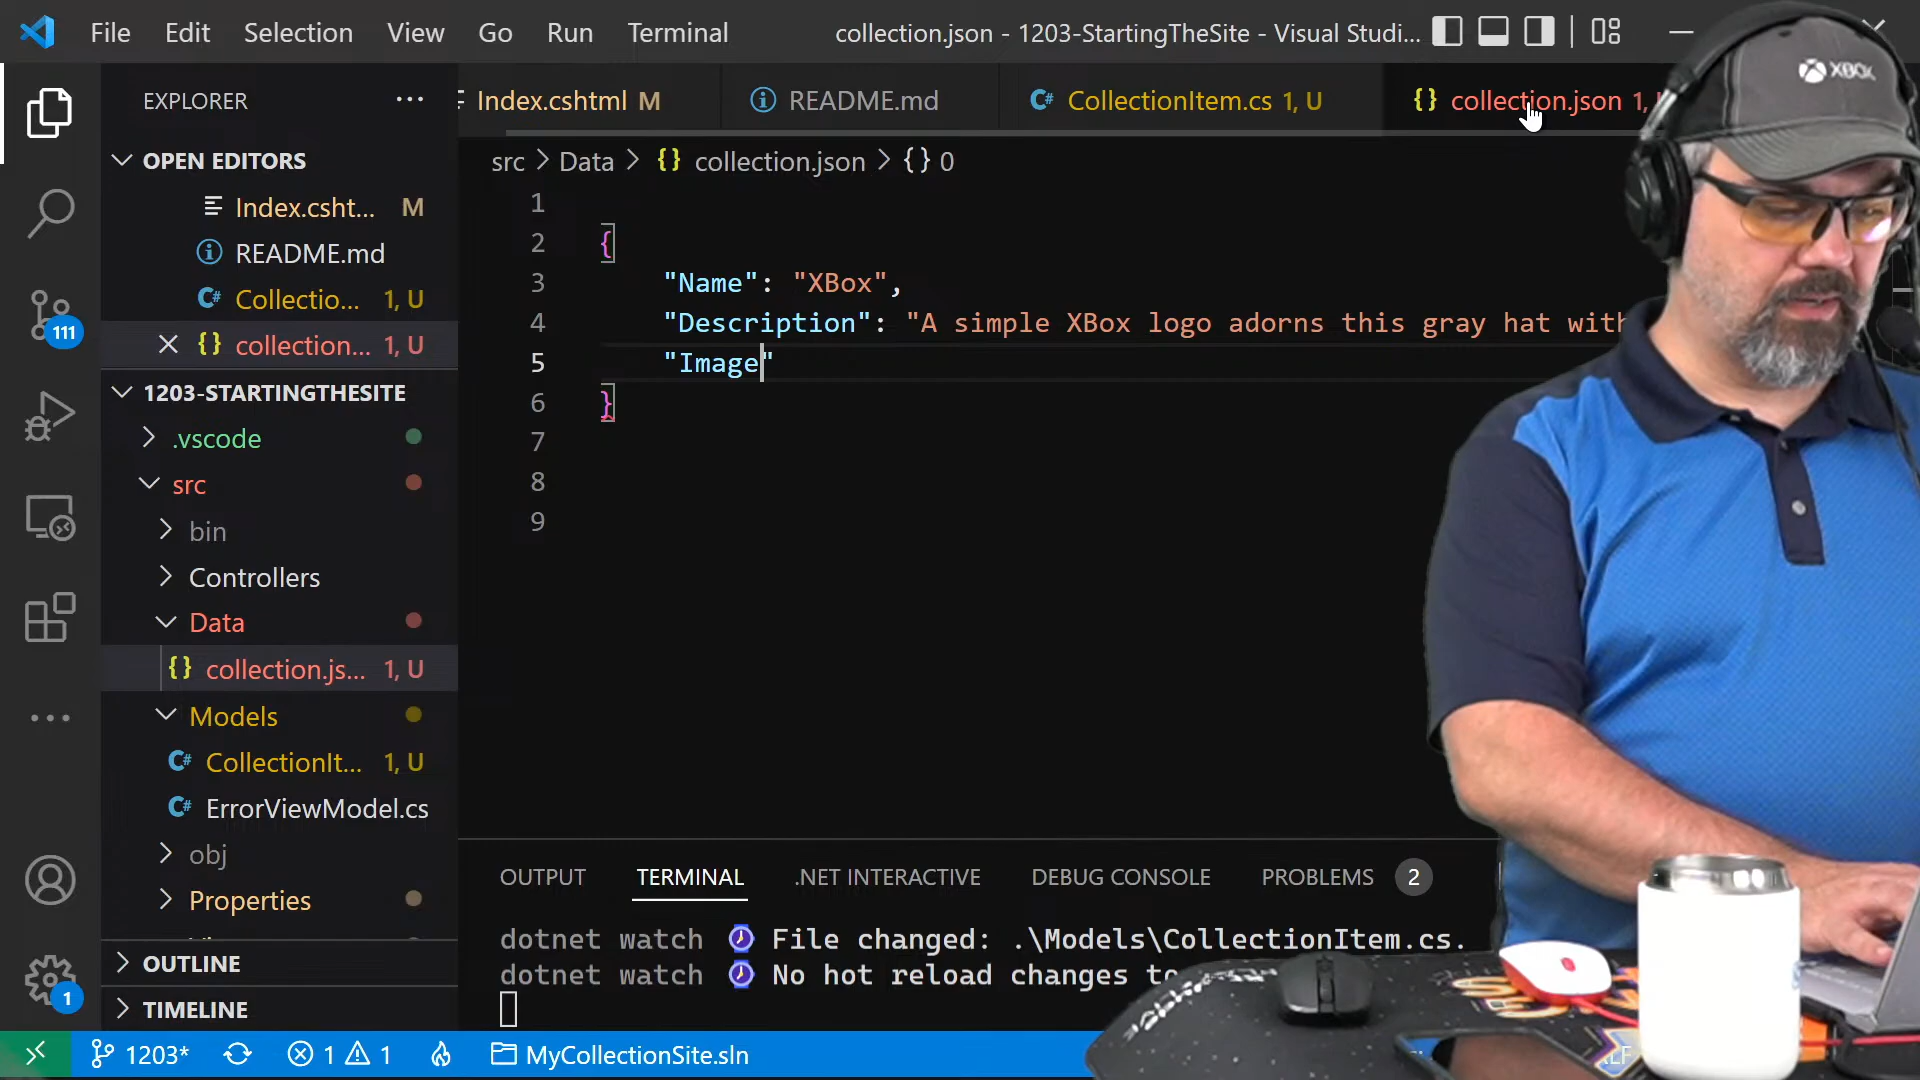 File Edit Selection View Go Run Terminal collection.json - 1203-StartingTheSite - Visual Studi...
XBOX
EXPLORER ...
Index.cshtml M README.md CollectionItem.cs 1, U collection.json 1,
OPEN EDITORS
src > Data > {} collection.json > {} 0
Index.csht... M
README.md
Collectio... 1, U
collection... 1, U
1
2 {
3 "Name": "XBox",
4 "Description": "A simple XBox logo adorns this gray hat with
5 "Image"
6 }
7
8
9
111
1203-STARTINGTHESITE
.vscode
src
bin
Controllers
Data
{} collection.js... 1, U
Models
C# CollectionIt... 1, U
C# ErrorViewModel.cs
obj
Properties
OUTLINE
TIMELINE
1
OUTPUT TERMINAL .NET INTERACTIVE DEBUG CONSOLE PROBLEMS 2
dotnet watch File changed: .\Models\CollectionItem.cs.
dotnet watch No hot reload changes to
1203* 1 1 MyCollectionSite.sln